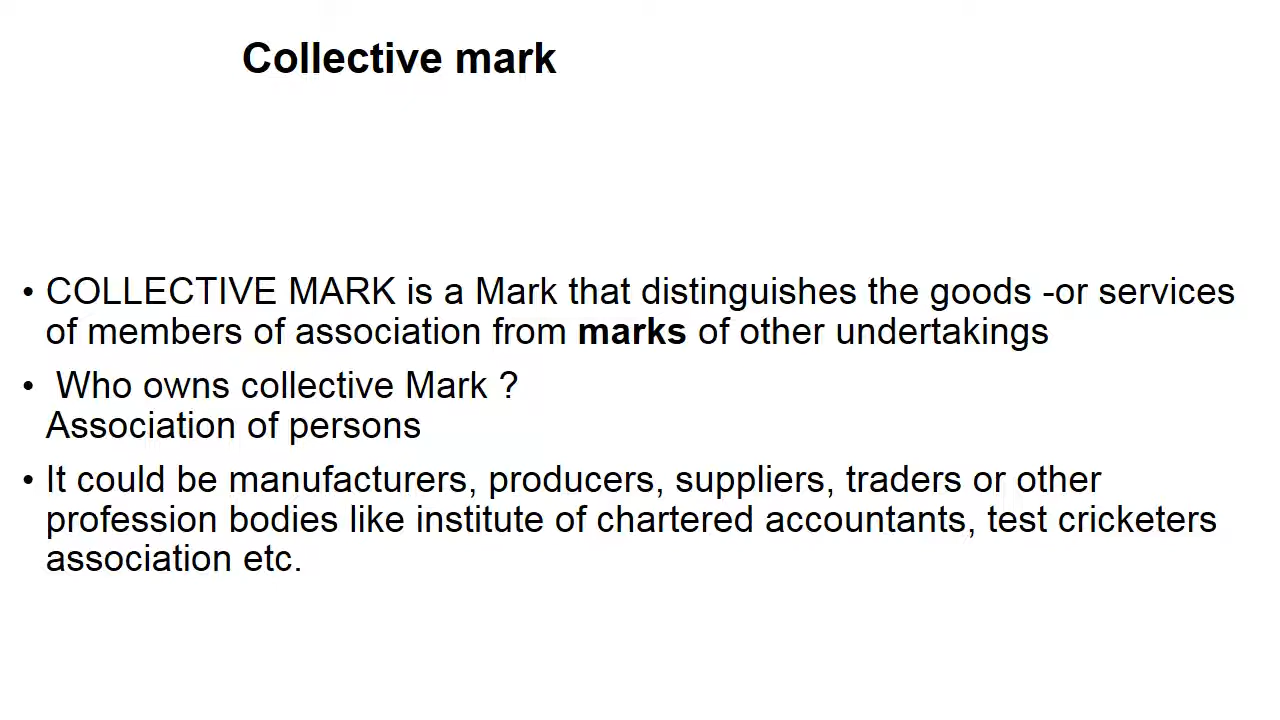 Collective mark
• COLLECTIVE MARK is a Mark that distinguishes the goods -or services
of members of association from marks of other undertakings
• Who owns collective Mark ?
Association of persons
• It could be manufacturers, producers, suppliers, traders or other
profession bodies like institute of chartered accountants, test cricketers
association etc.